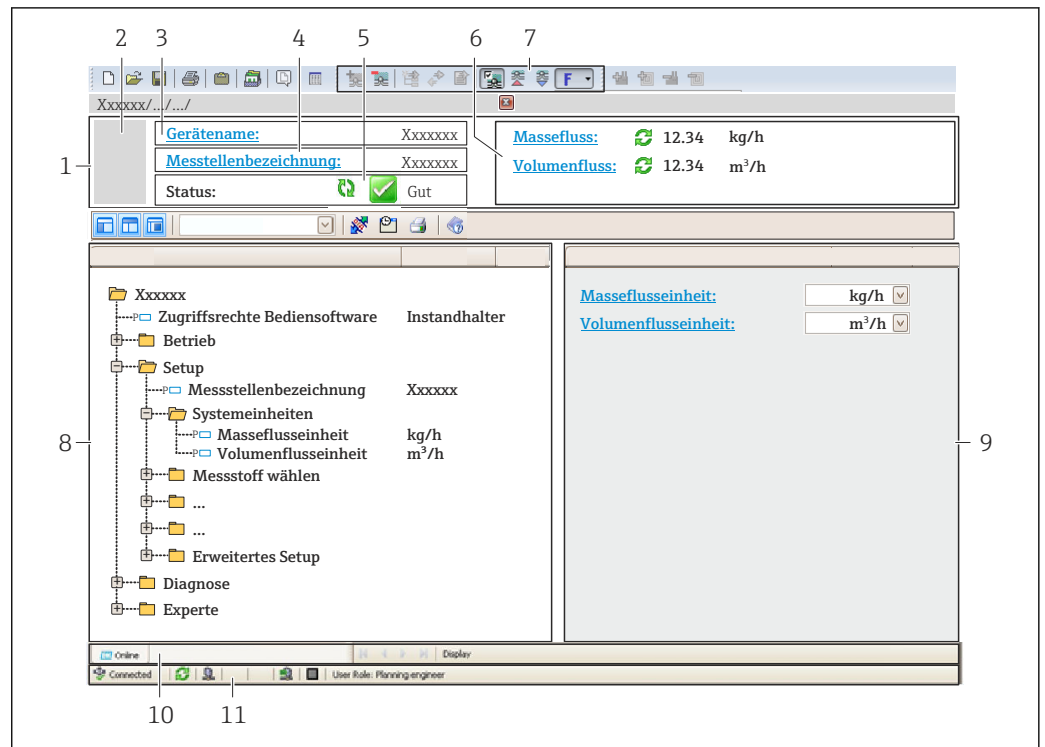 2 3 4 5 6 7
F
Xxxxxx/.../.../
1
Gerätename: Xxxxxxx
Messtellenbezeichnung: Xxxxxxx
Status: Gut
Massefluss: 12.34 kg/h
Volumenfluss: 12.34 m³/h
Xxxxxx
P Zugriffsrechte Bediensoftware Instandhalter
Betrieb
Setup
P Messstellenbezeichnung Xxxxxx
Systemeinheiten
P Masseflusseinheit kg/h
P Volumenflusseinheit m³/h
Messstoff wählen
...
...
Erweitertes Setup
Diagnose
Experte
8
Masseflusseinheit: kg/h
Volumenflusseinheit: m³/h
9
Online Display
Connected User Role: Planning engineer
10 11